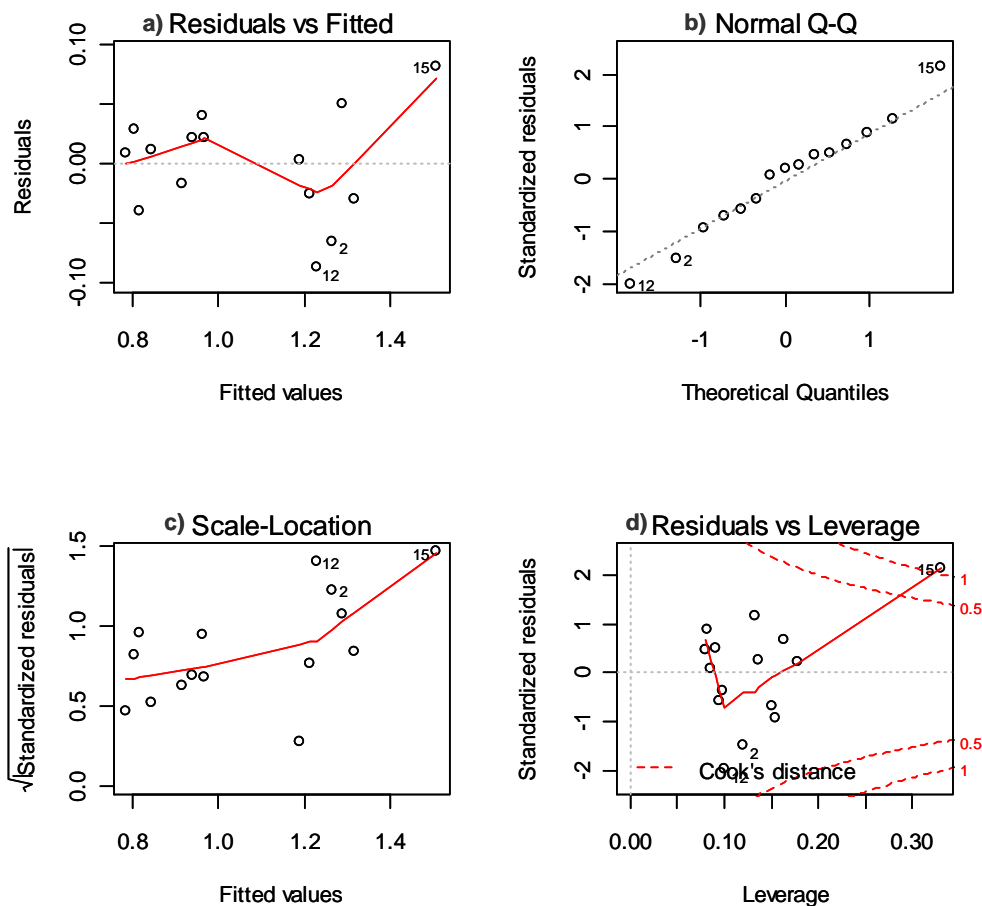 a) Residuals vs Fitted
Residuals
0.10
0.00
-0.10
15
2
12
0.8 1.0 1.2 1.4
Fitted values
b) Normal Q-Q
Standardized residuals
2
1
0
-1
-2
15
2
12
-1 0 1
Theoretical Quantiles
c) Scale-Location
√|Standardized residuals|
1.5
1.0
0.5
0.0
15
12
2
0.8 1.0 1.2 1.4
Fitted values
d) Residuals vs Leverage
Standardized residuals
2
1
0
-1
-2
15
1
0.5
0.5
1
2
12
Cook's distance
0.00 0.10 0.20 0.30
Leverage